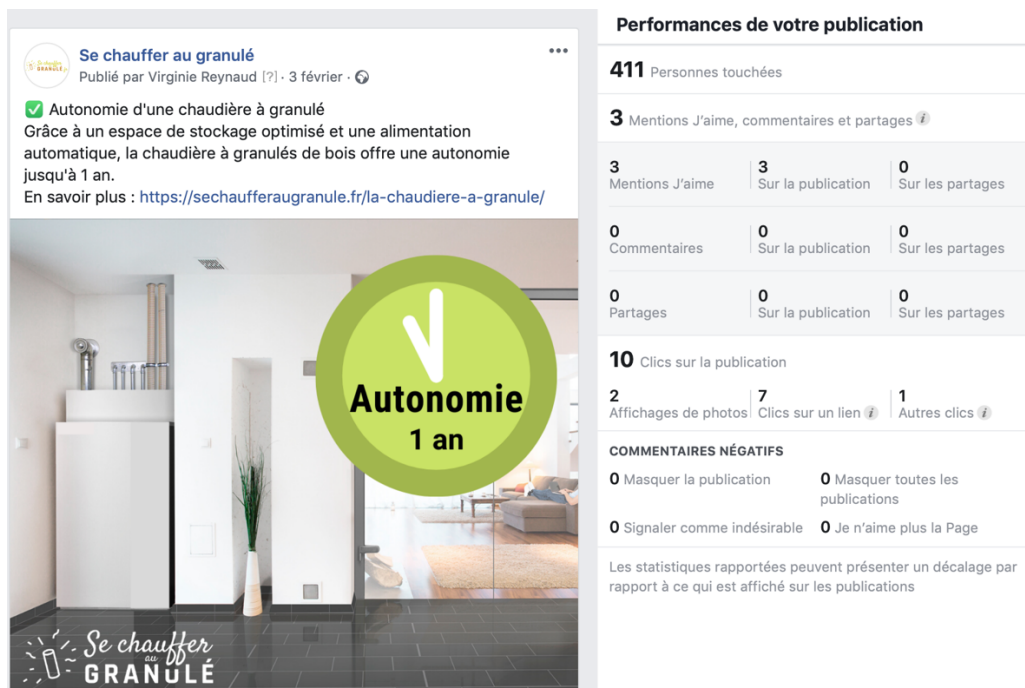 Se chauffer au granulé
Publié par Virginie Reynaud [?] · 3 février ·
✅ Autonomie d'une chaudière à granulé
Grâce à un espace de stockage optimisé et une alimentation
automatique, la chaudière à granulés de bois offre une autonomie
jusqu'à 1 an.
En savoir plus : https://sechaufferaugranule.fr/la-chaudiere-a-granule/
Autonomie
1 an
Se chauffer
au
GRANULÉ
Performances de votre publication
411 Personnes touchées
3 Mentions J'aime, commentaires et partages
3 3 0
Mentions J'aime Sur la publication Sur les partages
0 0 0
Commentaires Sur la publication Sur les partages
0 0 0
Partages Sur la publication Sur les partages
10 Clics sur la publication
2 7 1
Affichages de photos Clics sur un lien Autres clics
COMMENTAIRES NÉGATIFS
0 Masquer la publication 0 Masquer toutes les
publications
0 Signaler comme indésirable 0 Je n'aime plus la Page
Les statistiques rapportées peuvent présenter un décalage par
rapport à ce qui est affiché sur les publications